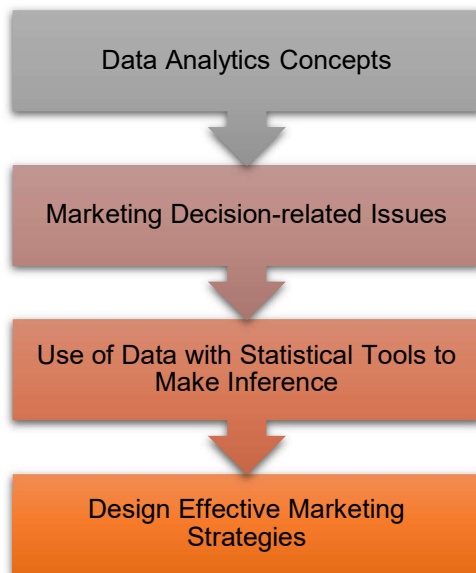 Data Analytics Concepts
Marketing Decision-related Issues
Use of Data with Statistical Tools to
Make Inference
Design Effective Marketing
Strategies